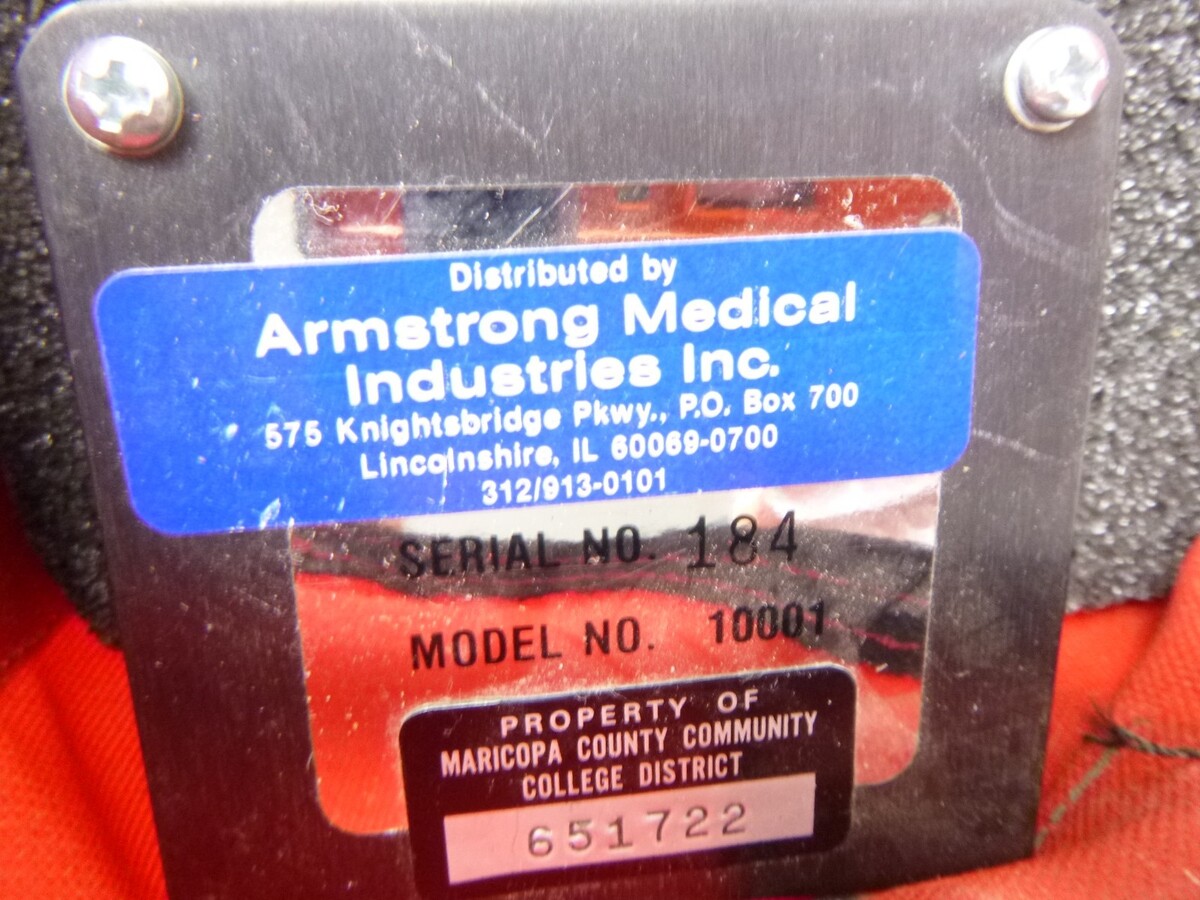 Distributed by
Armstrong Medical
Industries Inc.
575 Knightsbridge Pkwy., P.O. Box 700
Lincolnshire, IL 60069-0700
312/913-0101
SERIAL NO. 184
MODEL NO. 10001
PROPERTY OF
MARICOPA COUNTY COMMUNITY
COLLEGE DISTRICT
651722